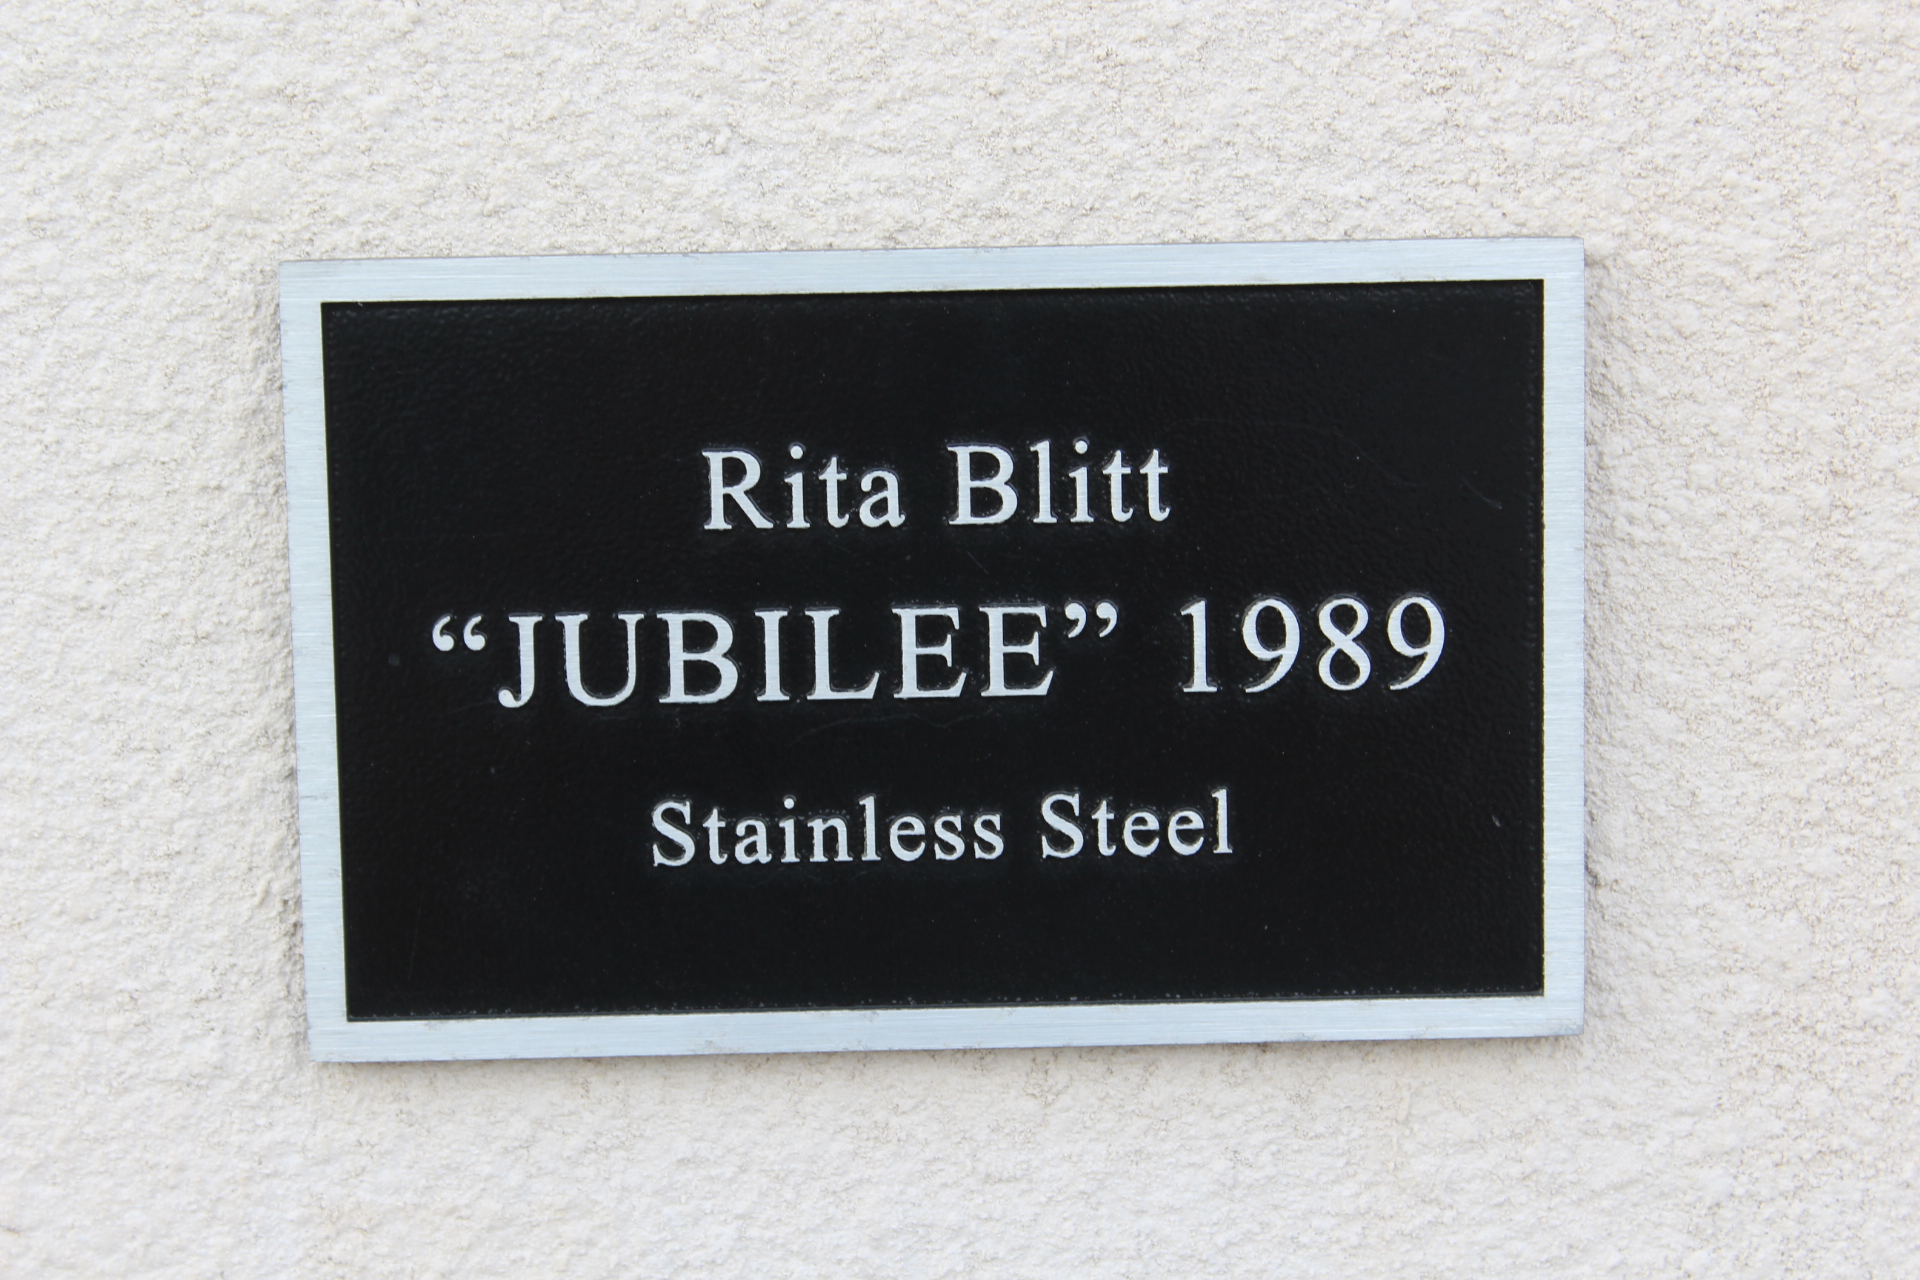 Rita Blitt
“JUBILEE” 1989
Stainless Steel